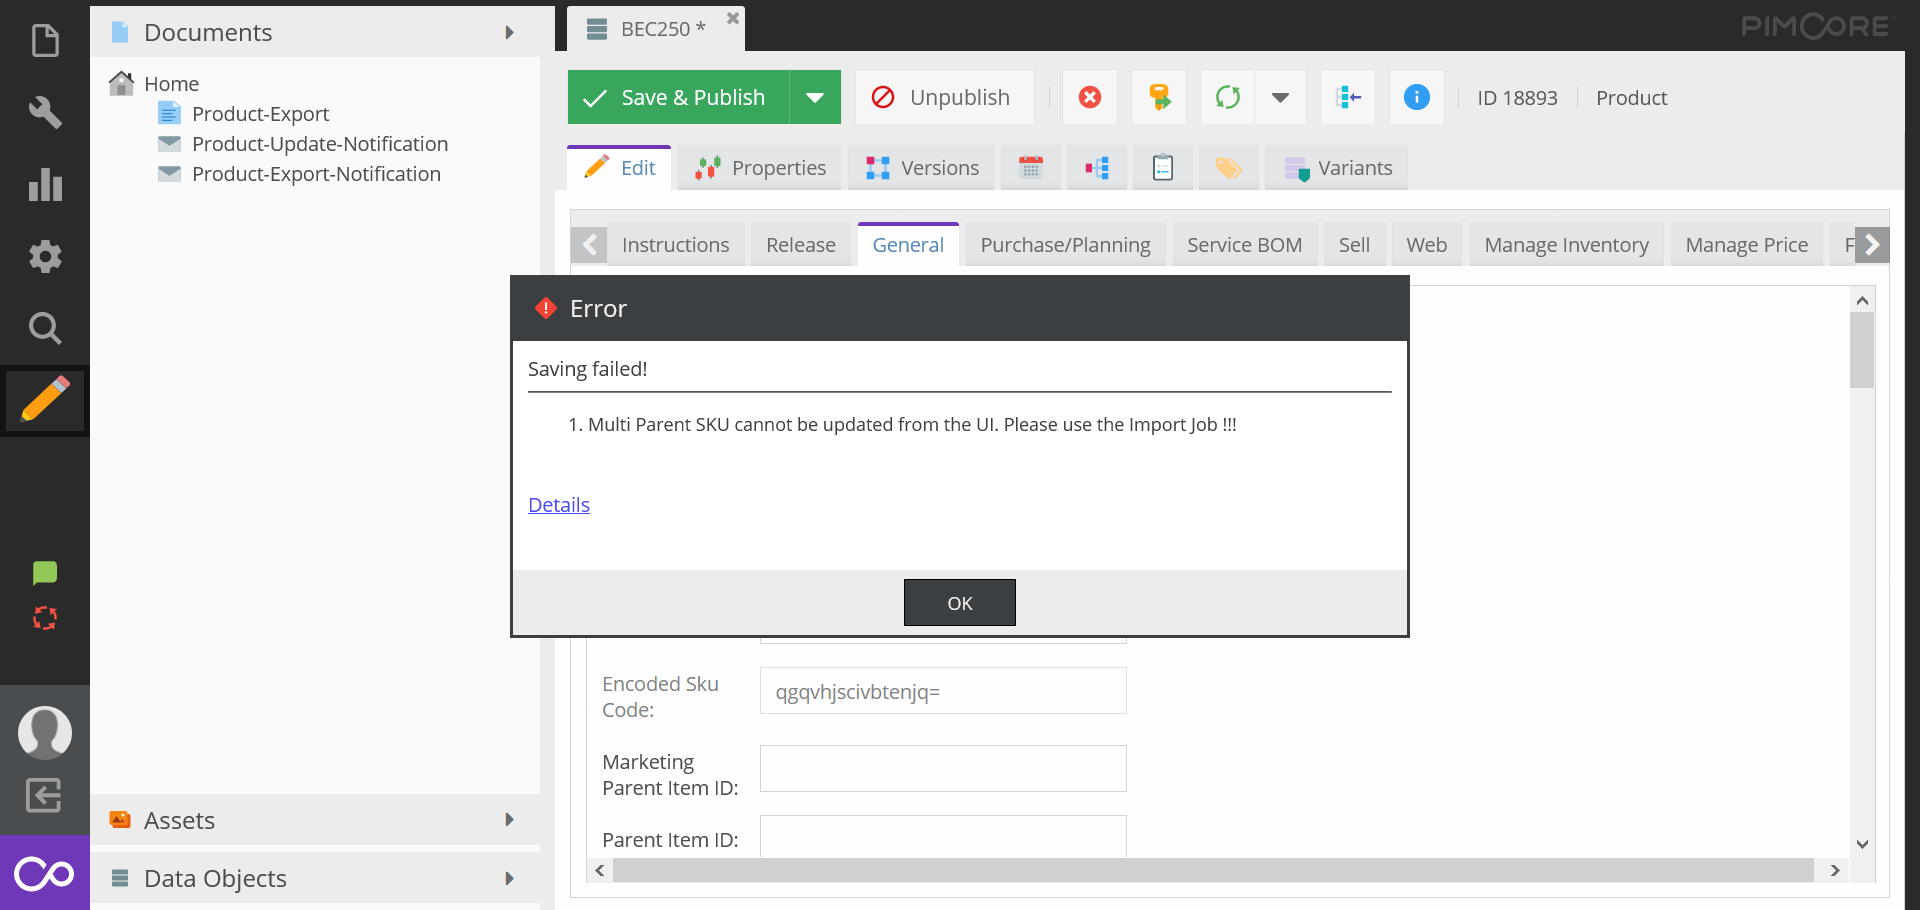 Documents
Home
Product-Export
Product-Update-Notification
Product-Export-Notification
Assets
Data Objects
BEC250 *
PIMCORE
Save & Publish
Unpublish
ID 18893
Product
Edit
Properties
Versions
Variants
Instructions
Release
General
Purchase/Planning
Service BOM
Sell
Web
Manage Inventory
Manage Price
F
Error
Saving failed!
1. Multi Parent SKU cannot be updated from the UI. Please use the Import Job !!!
Details
OK
Encoded Sku
Code:
qgqvhjscivbtenjq=
Marketing
Parent Item ID:
Parent Item ID: